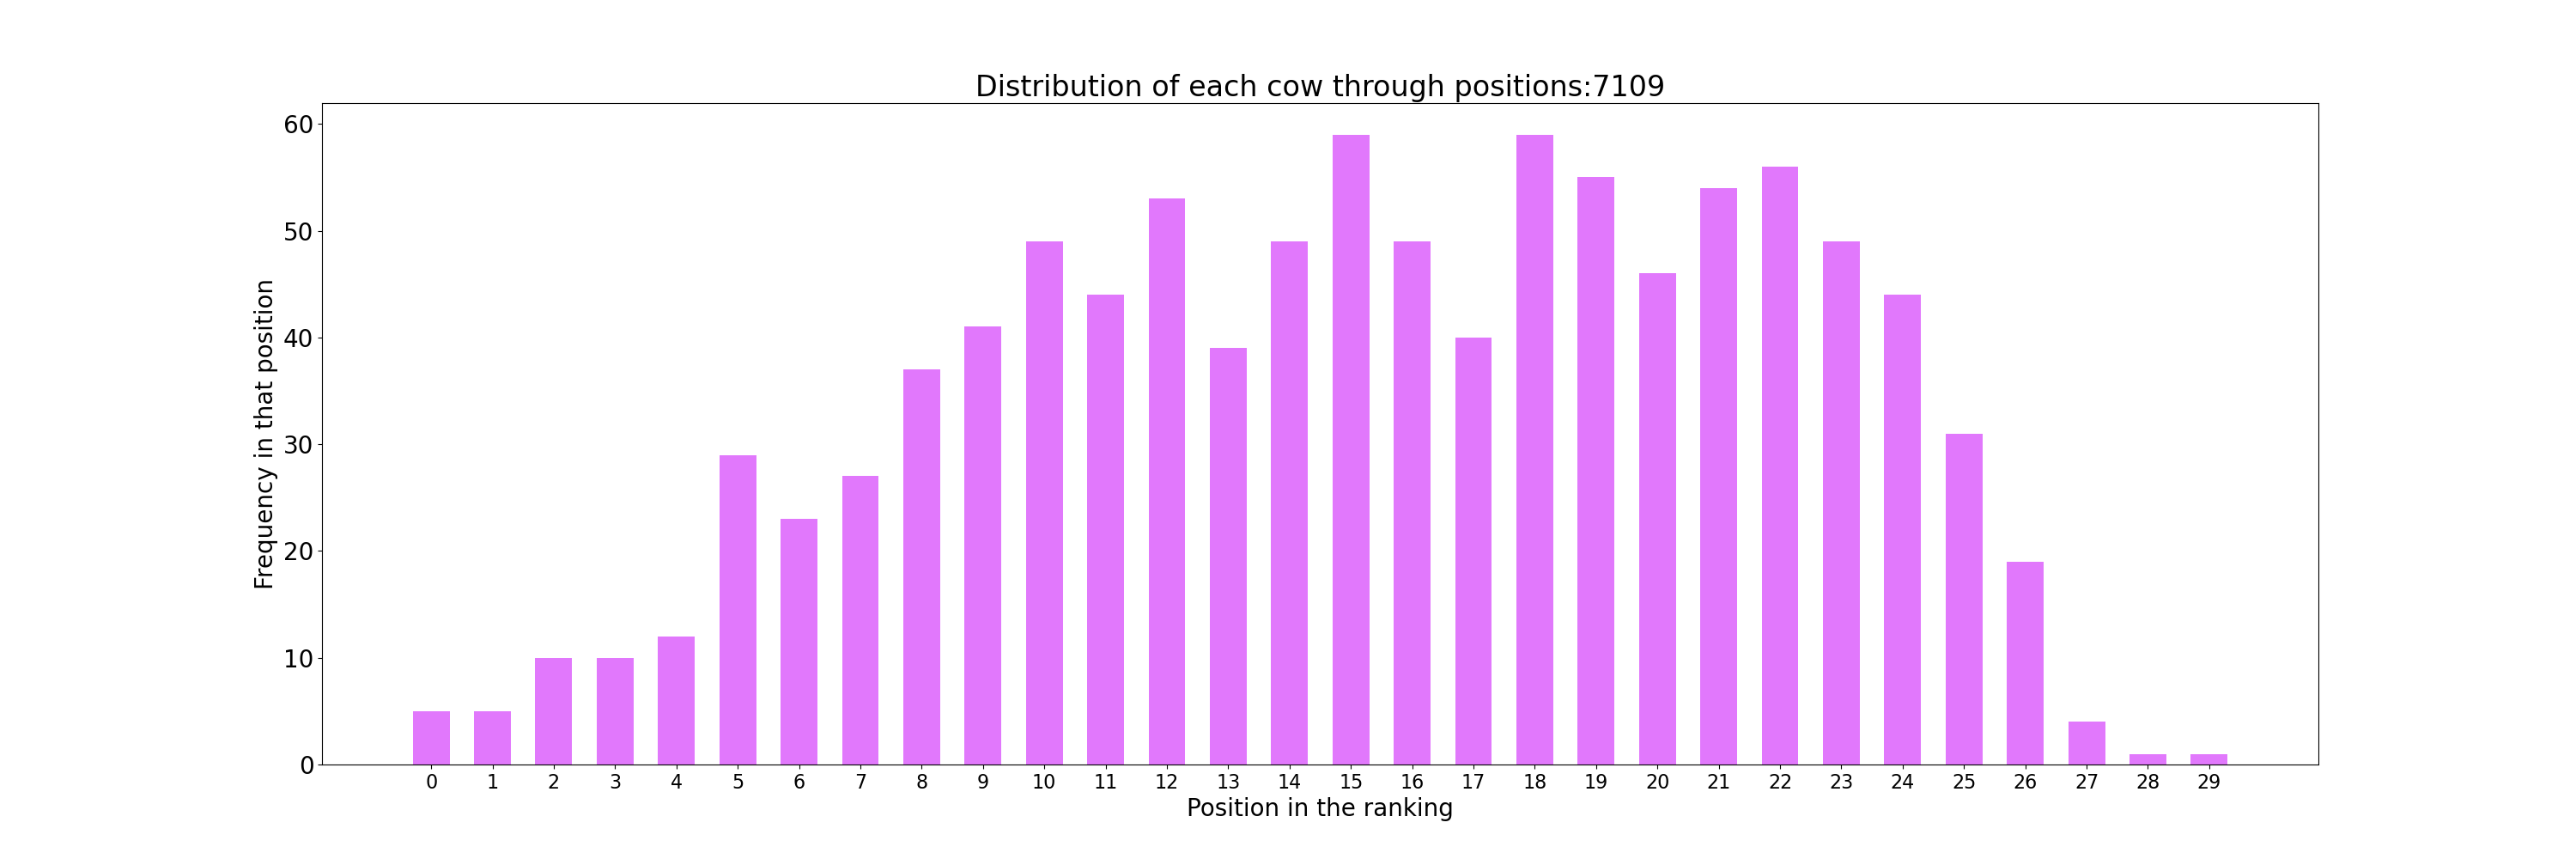 Distribution of each cow through positions:7109
60
50
40
30
20
10
0
Frequency in that position
0 1 2 3 4 5 6 7 8 9 10 11 12 13 14 15 16 17 18 19 20 21 22 23 24 25 26 27 28 29
Position in the ranking